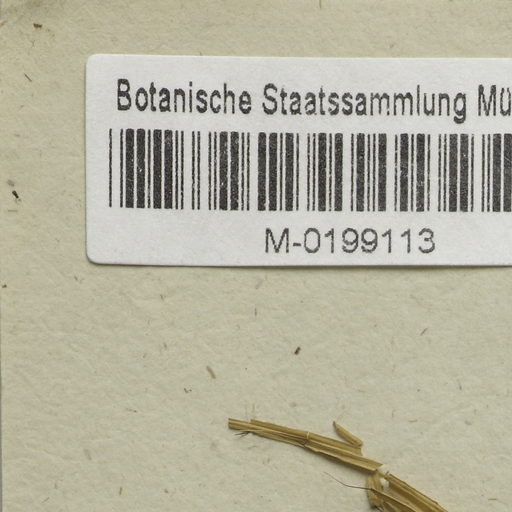 Botanische Staatssammlung Mü
M-0199113